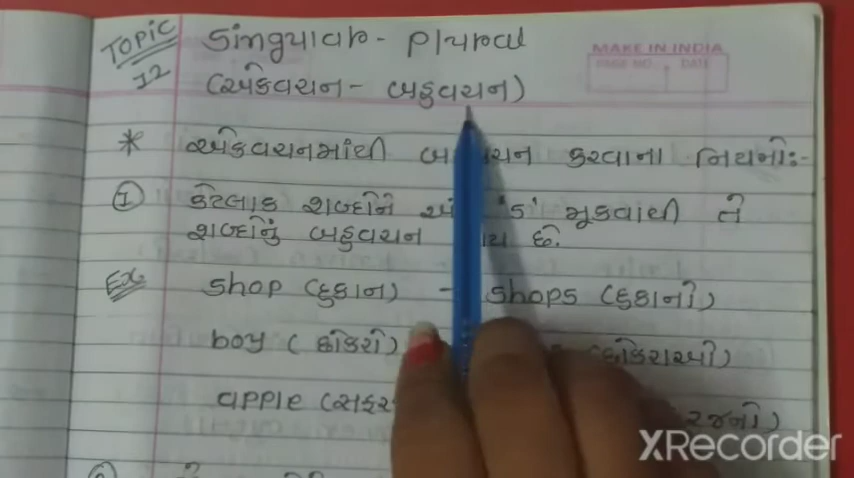 TOPIC 12
Singular - Plural
MAKE IN INDIA
PAGE NO. DATE
(એકવચન - બહુવચન)
* એકવચનમાંથી વચન કરવાના નિયમો:-
① કેટલાક શબ્દોને 's' મૂકવાથી તે
શબ્દોનું બહુવચન છે.
Ex shop (દુકાન) - shops (દુકાનો)
boy (છોકરો) (છોકરાઓ)
apple
XRecorder